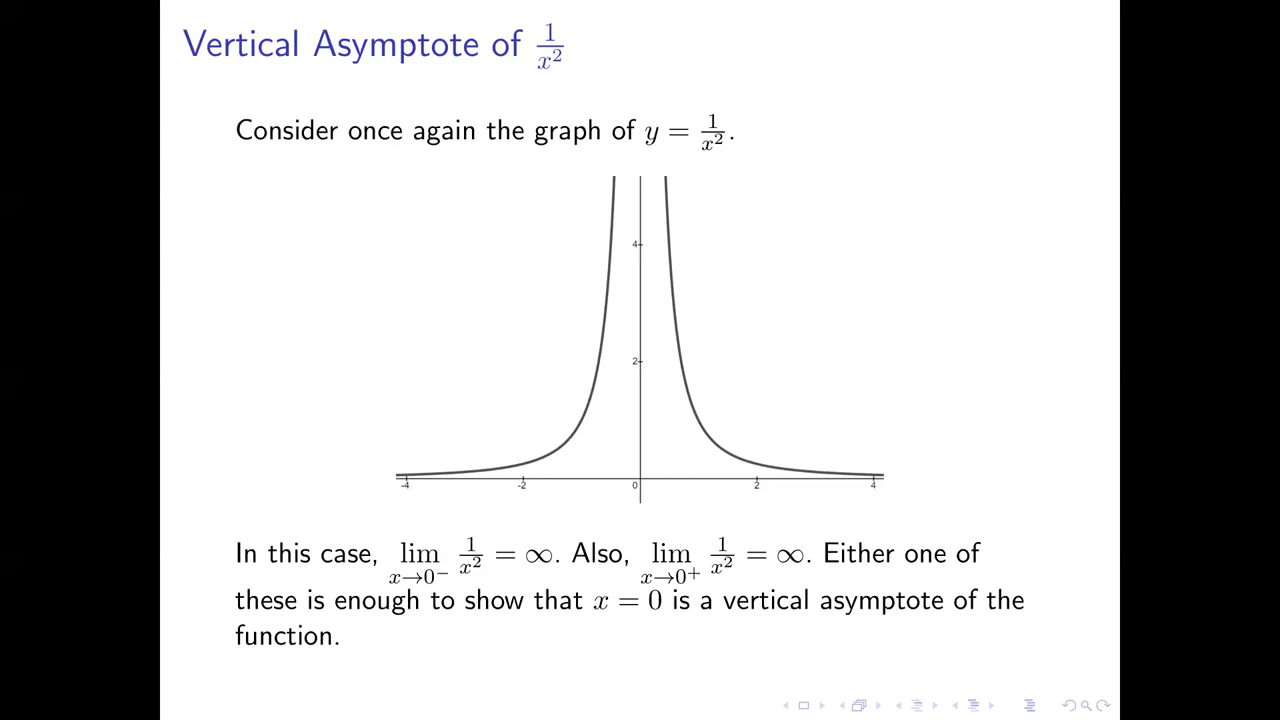 Vertical Asymptote of 1/x²
Consider once again the graph of y = 1/x².
4
2
-4 -2 0 2 4
In this case, lim x→0⁻ 1/x² = ∞. Also, lim x→0⁺ 1/x² = ∞. Either one of
these is enough to show that x = 0 is a vertical asymptote of the
function.